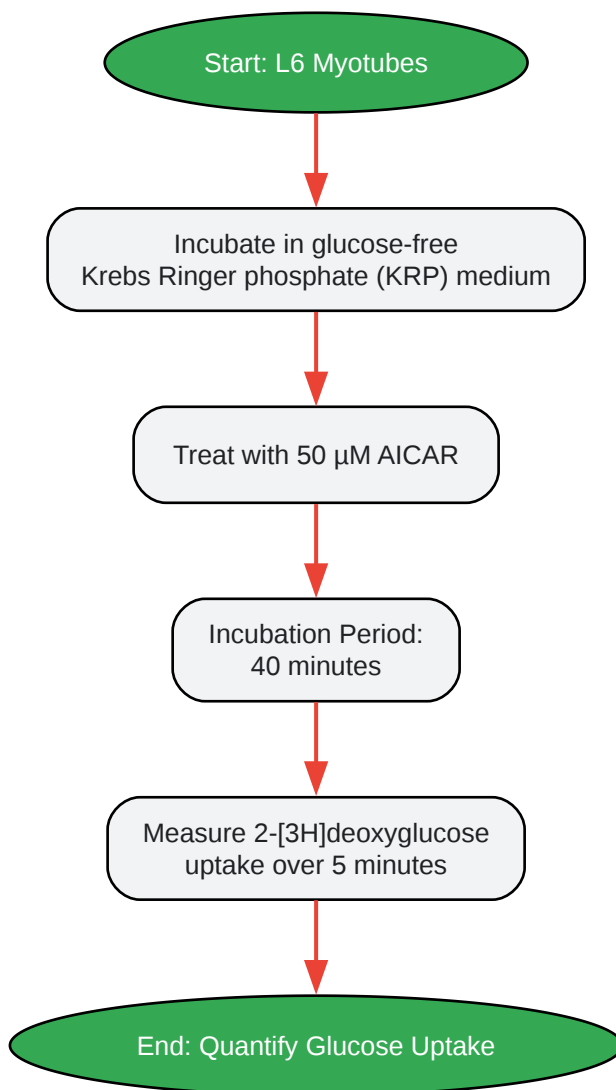 Start: L6 Myotubes
Incubate in glucose-free
Krebs Ringer phosphate (KRP) medium
Treat with 50 µM AICAR
Incubation Period:
40 minutes
Measure 2-[3H]deoxyglucose
uptake over 5 minutes
End: Quantify Glucose Uptake